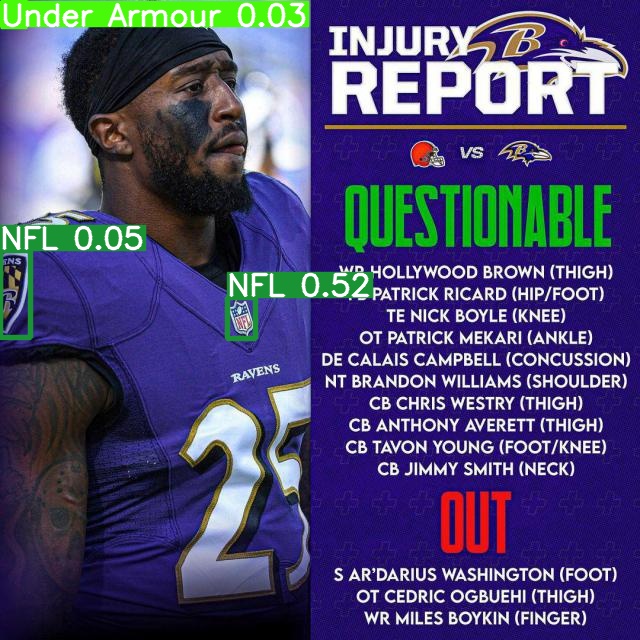 Under Armour 0.03
NFL 0.05
NFL 0.52
NFL
RAVENS
25
INJURY
REPORT
B
VS
QUESTIONABLE
WR HOLLYWOOD BROWN (THIGH)
PATRICK RICARD (HIP/FOOT)
TE NICK BOYLE (KNEE)
OT PATRICK MEKARI (ANKLE)
DE CALAIS CAMPBELL (CONCUSSION)
NT BRANDON WILLIAMS (SHOULDER)
CB CHRIS WESTRY (THIGH)
CB ANTHONY AVERETT (THIGH)
CB TAVON YOUNG (FOOT/KNEE)
CB JIMMY SMITH (NECK)
OUT
S AR'DARIUS WASHINGTON (FOOT)
OT CEDRIC OGBUEHI (THIGH)
WR MILES BOYKIN (FINGER)